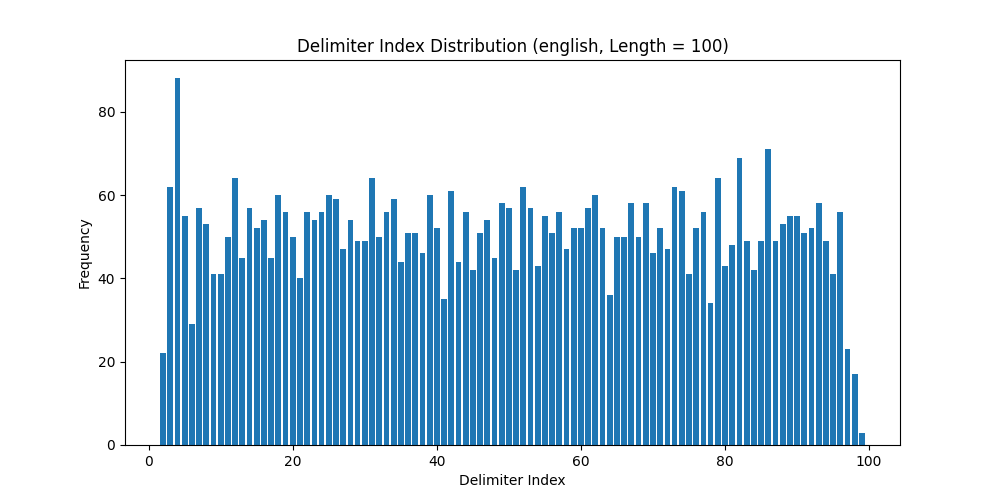 Delimiter Index Distribution (english, Length = 100)
80
60
40
20
0
Frequency
0 20 40 60 80 100
Delimiter Index